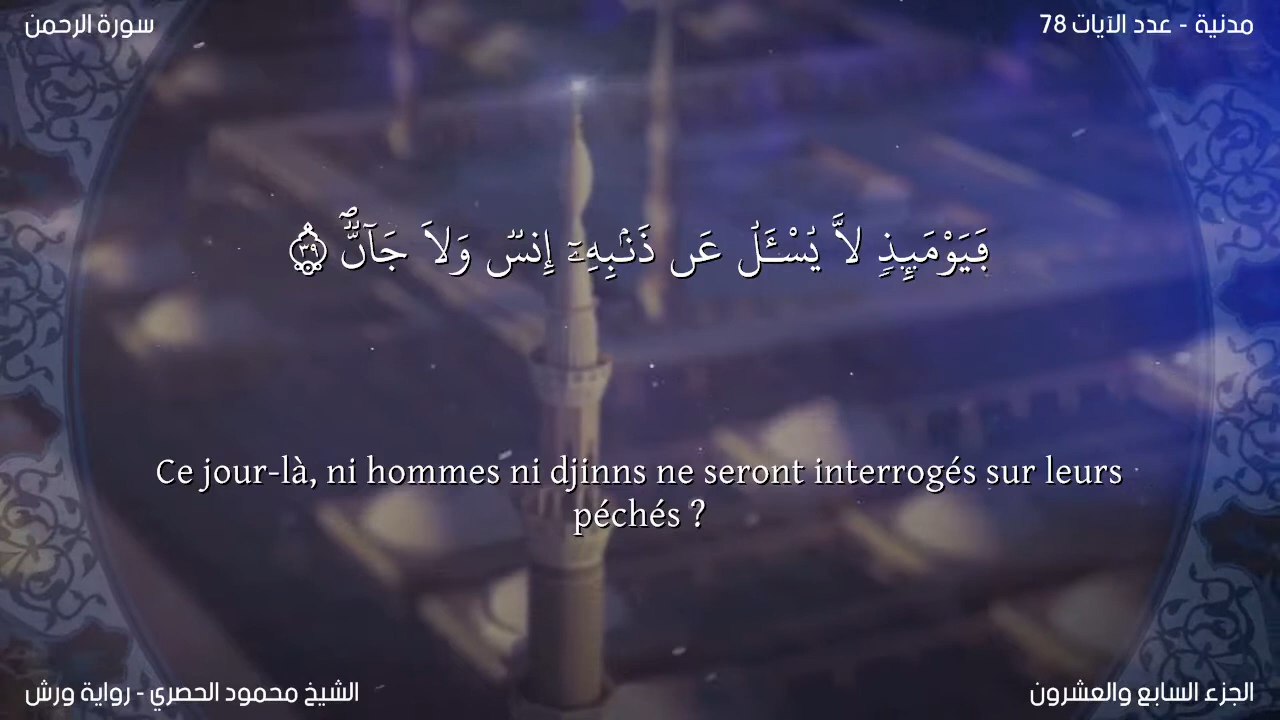 سورة الرحمن
مدنية - عدد الآيات 78
فَيَوْمَئِذٍ لاَّ يُسْـَٔلُ عَن ذَنۢبِهِۦٓ إِنسٌ وَلاَ جَآنٌّۖ ٣٩
Ce jour-là, ni hommes ni djinns ne seront interrogés sur leurs
péchés ?
الشيخ محمود الحصري - رواية ورش
الجزء السابع والعشرون